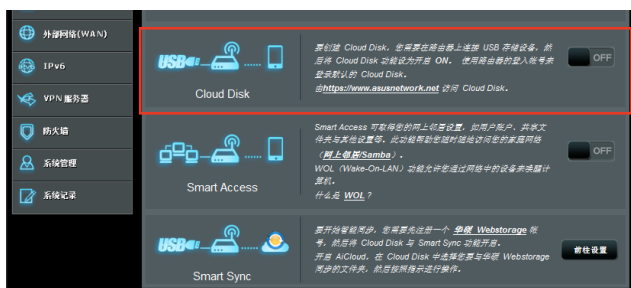 外部网络(WAN)
IPv6
VPN 服务器
防火墙
系统管理
系统记录
USB
Cloud Disk
要创建 Cloud Disk，您需要在路由器上连接 USB 存储设备，然
后将 Cloud Disk 功能设为开启 ON。 使用路由器的登入帐号来
登录默认的 Cloud Disk.
由https://www.asusnetwork.net 访问 Cloud Disk.
OFF
Smart Access
Smart Access 可取得您的网上邻居设置，如用户账户、共享文
件夹与其他设置等。此功能帮助您随时随地访问您的家庭网络
（网上邻居/Samba）.
WOL（Wake-On-LAN）功能允许您通过网络中的设备来唤醒计
算机.
什么是 WOL？
OFF
USB
Smart Sync
要开始智能同步，您需要先注册一个 华硕 Webstorage 帐
号，然后将 Cloud Disk 与 Smart Sync 功能开启.
开启 AiCloud，在 Cloud Disk 中选择您要与华硕 Webstorage
同步的文件夹，然后按照指示进行操作.
前往设置